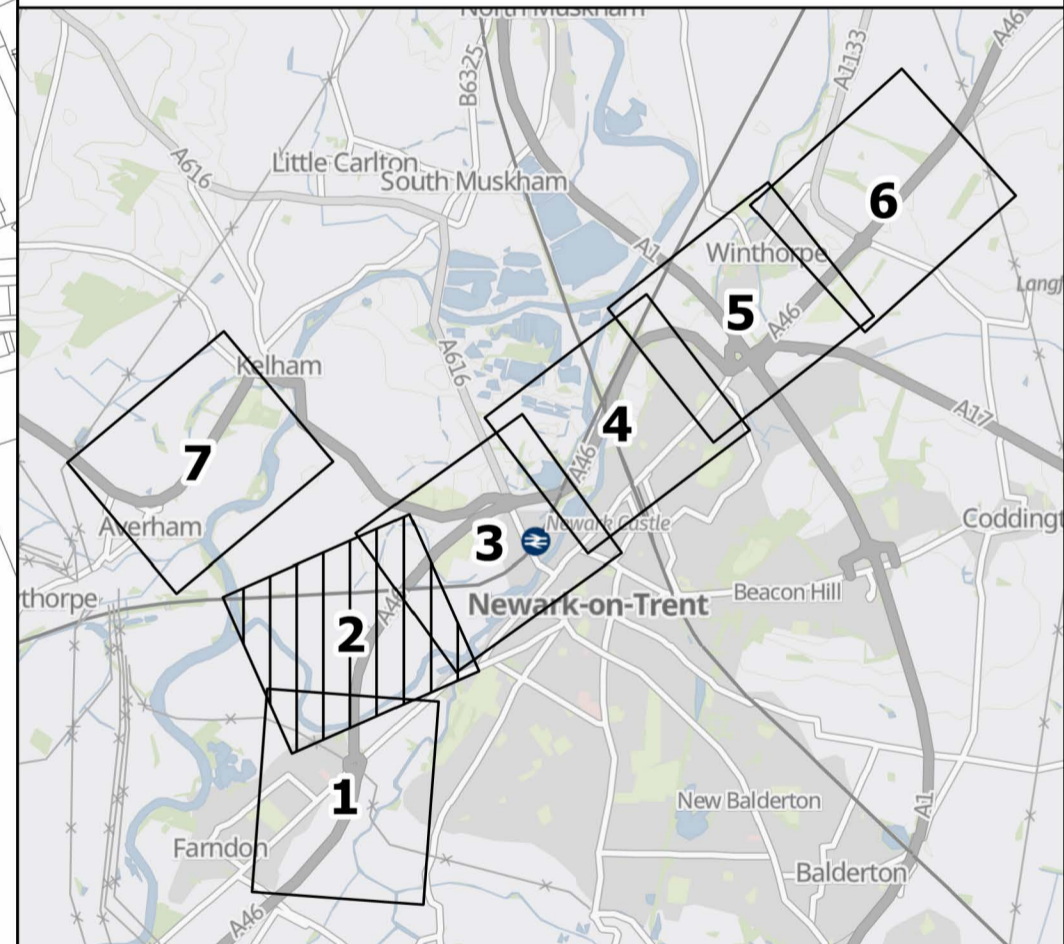 North Muskham
A46
A1133
B6325
A616
Little Carlton
South Muskham
6
A1
Winthorpe
Langf
5
A46
Kelham
A616
A17
4
7
A46
Averham
Newark Castle
Coddingt
3
thorpe
A46
Newark-on-Trent
Beacon Hill
2
1
New Balderton
A1
Farndon
Balderton
A46